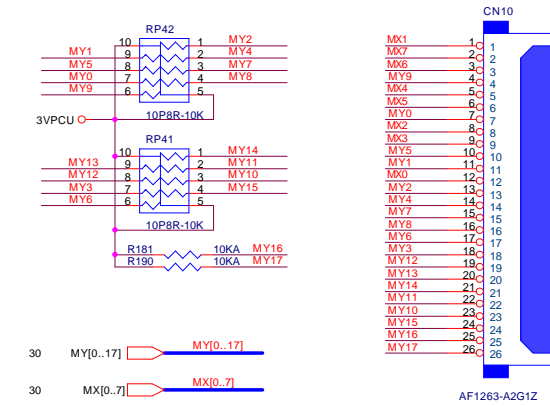 RP42
10 1 MY2
MY1 9 2 MY4
MY5 8 3 MY7
MY0 7 4 MY8
MY9 6 5
3VPCU
10P8R-10K
RP41
10 1 MY14
MY13 9 2 MY11
MY12 8 3 MY10
MY3 7 4 MY15
MY6 6 5
10P8R-10K
R181 10KA MY16
R190 10KA MY17
30 MY[0..17] MY[0..17]
30 MX[0..7] MX[0..7]
CN10
MX1 1 1
MX7 2 2
MX6 3 3
MY9 4 4
MX4 5 5
MX5 6 6
MY0 7 7
MX2 8 8
MX3 9 9
MY5 10 10
MY1 11 11
MX0 12 12
MY2 13 13
MY4 14 14
MY7 15 15
MY8 16 16
MY6 17 17
MY3 18 18
MY12 19 19
MY13 20 20
MY14 21 21
MY11 22 22
MY10 23 23
MY15 24 24
MY16 25 25
MY17 26 26
AF1263-A2G1Z